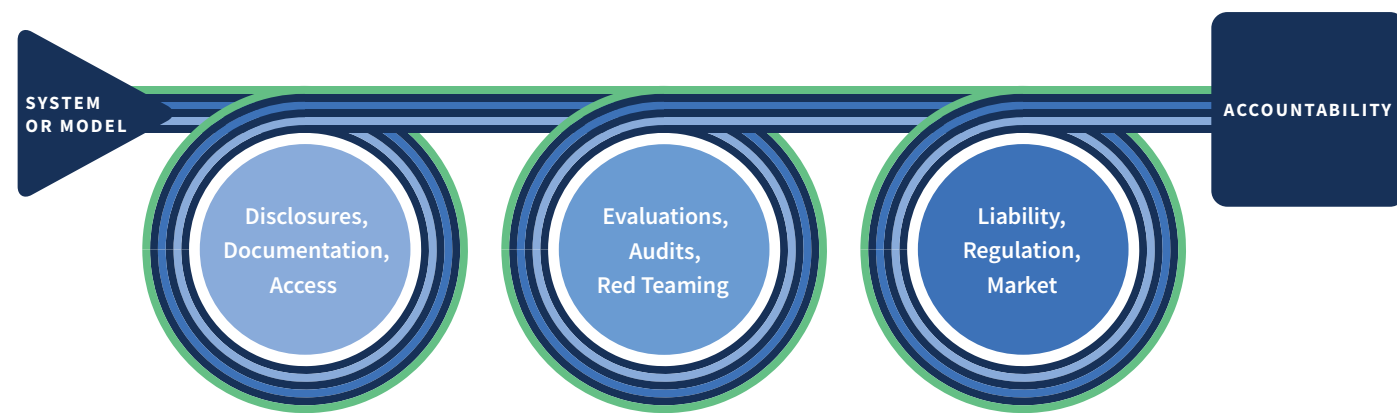 SYSTEM
OR MODEL
Disclosures,
Documentation,
Access
Evaluations,
Audits,
Red Teaming
Liability,
Regulation,
Market
ACCOUNTABILITY